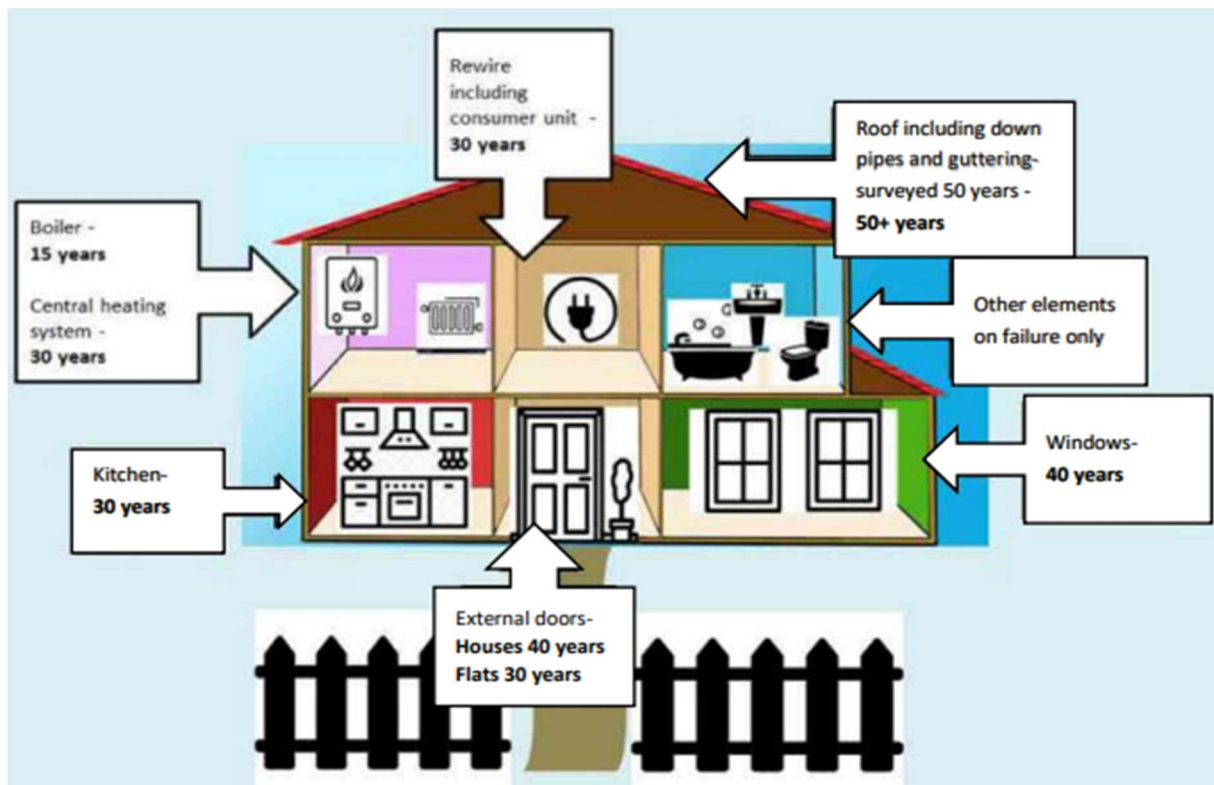 Rewire
including
consumer unit -
30 years
Roof including down
pipes and guttering-
surveyed 50 years -
50+ years
Boiler -
15 years
Central heating
system -
30 years
Other elements
on failure only
Windows-
40 years
Kitchen-
30 years
External doors-
Houses 40 years
Flats 30 years